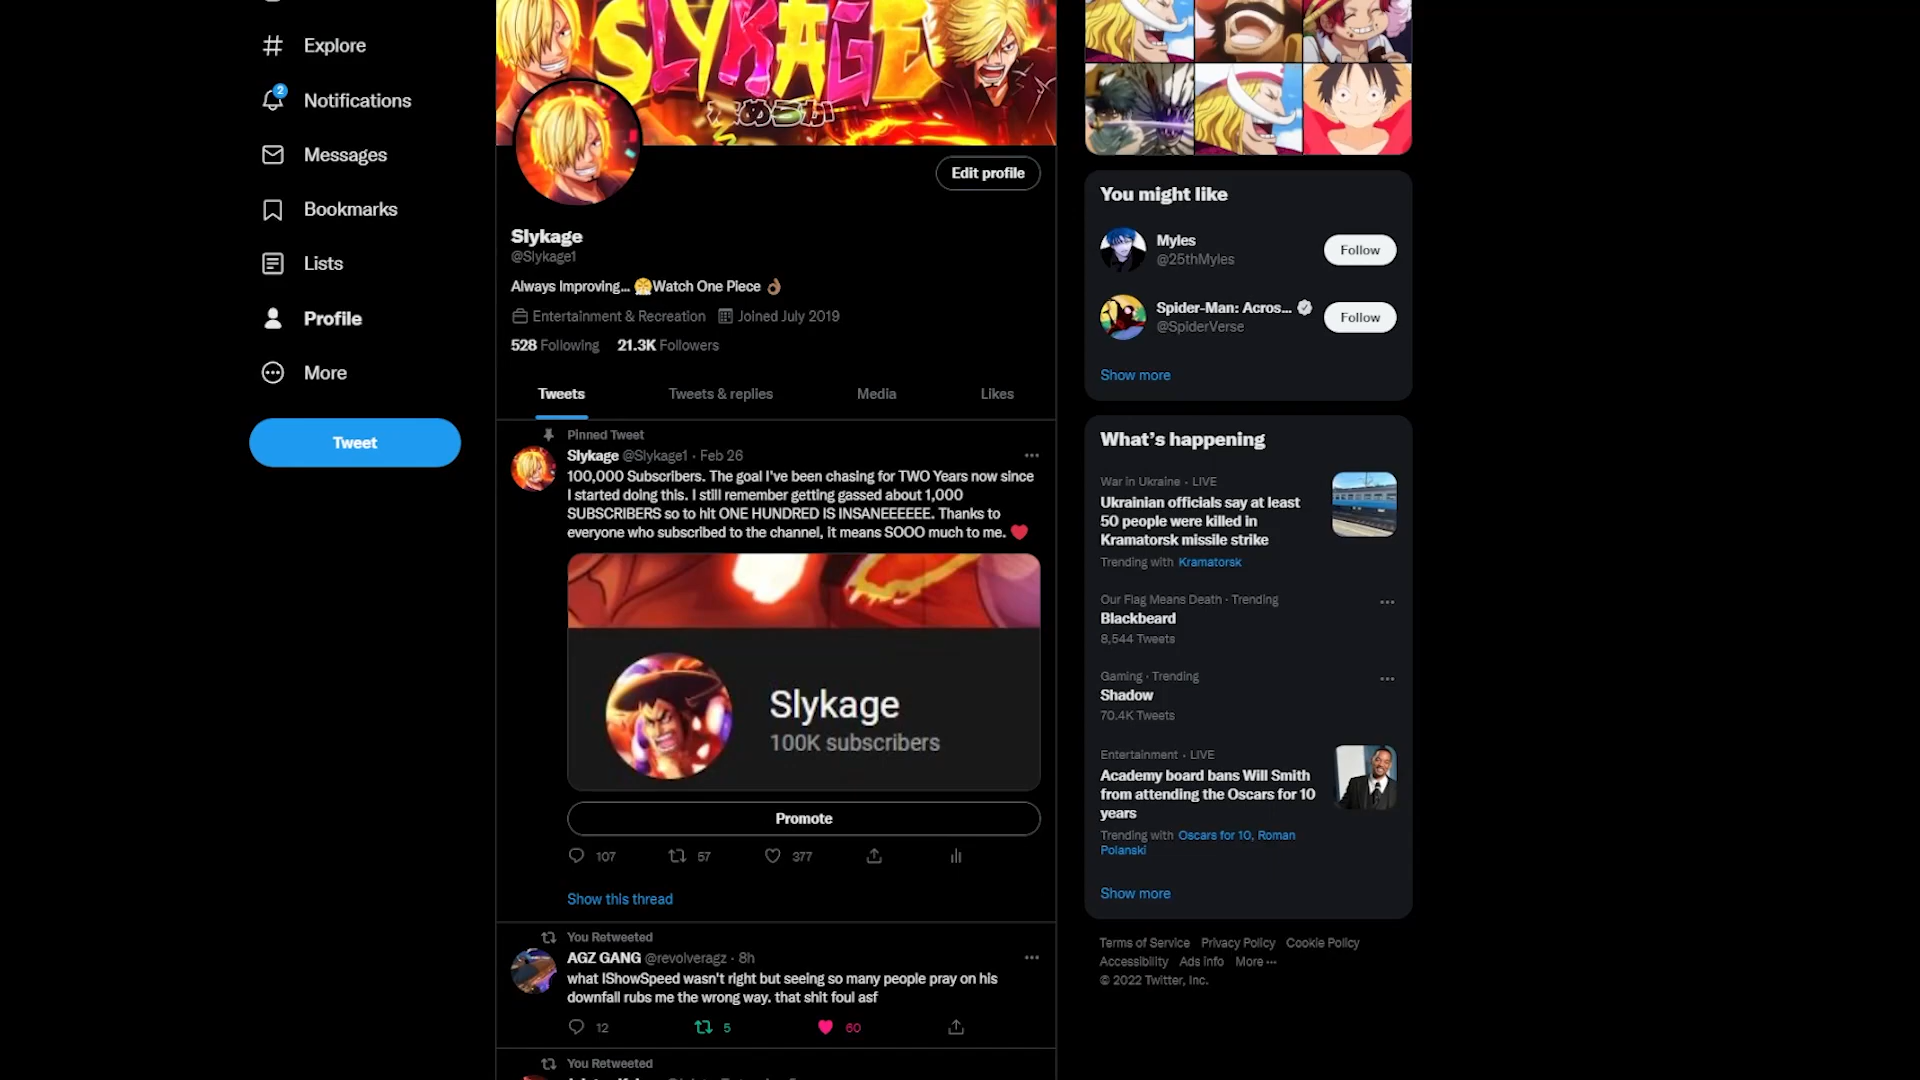 Explore
2
Notifications
Messages
Bookmarks
Lists
Profile
More
Tweet
SLYKAGE
Edit profile
Slykage
@Slykage1
Always Improving... Watch One Piece
Entertainment & Recreation Joined July 2019
528 Following 21.3K Followers
Tweets Tweets & replies Media Likes
Pinned Tweet
Slykage @Slykage1 · Feb 26
100,000 Subscribers. The goal I've been chasing for TWO Years now since
I started doing this. I still remember getting gassed about 1,000
SUBSCRIBERS so to hit ONE HUNDRED IS INSANEEEEEE. Thanks to
everyone who subscribed to the channel, it means SOOO much to me. ❤️
Slykage
100K subscribers
Promote
107 57 377
Show this thread
You Retweeted
AGZ GANG @revolveragz · 8h
what IShowSpeed wasn't right but seeing so many people pray on his
downfall rubs me the wrong way. that shit foul asf
12 5 60
You Retweeted
You might like
Myles
@25thMyles
Follow
Spider-Man: Acros...
@SpiderVerse
Follow
Show more
What's happening
War in Ukraine · LIVE
Ukrainian officials say at least
50 people were killed in
Kramatorsk missile strike
Trending with Kramatorsk
Our Flag Means Death · Trending
Blackbeard
8,544 Tweets
Gaming · Trending
Shadow
70.4K Tweets
Entertainment · LIVE
Academy board bans Will Smith
from attending the Oscars for 10
years
Trending with Oscars for 10, Roman
Polanski
Show more
Terms of Service Privacy Policy Cookie Policy
Accessibility Ads info More ···
© 2022 Twitter, Inc.